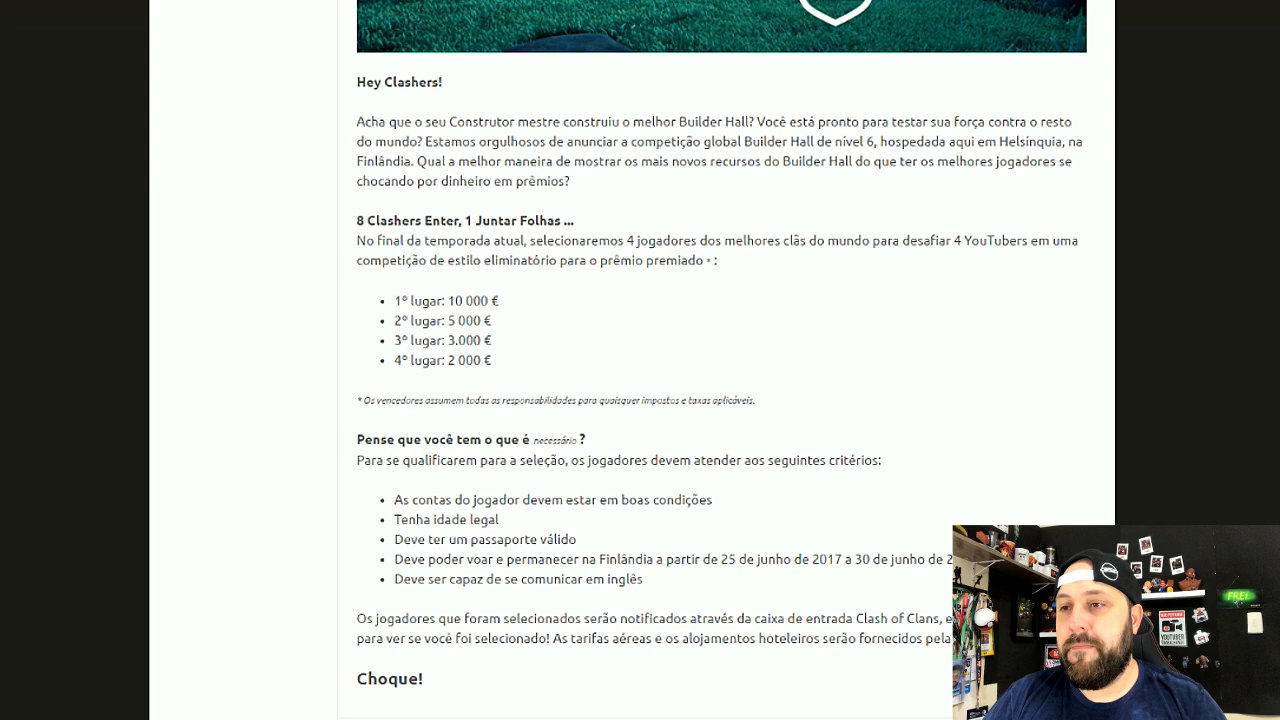 Hey Clashers!
Acha que o seu Construtor mestre construiu o melhor Builder Hall? Você está pronto para testar sua força contra o resto
do mundo? Estamos orgulhosos de anunciar a competição global Builder Hall de nível 6, hospedada aqui em Helsínquia, na
Finlândia. Qual a melhor maneira de mostrar os mais novos recursos do Builder Hall do que ter os melhores jogadores se
chocando por dinheiro em prêmios?
8 Clashers Enter, 1 Juntar Folhas ...
No final da temporada atual, selecionaremos 4 jogadores dos melhores clãs do mundo para desafiar 4 YouTubers em uma
competição de estilo eliminatório para o prêmio premiado * :
• 1º lugar: 10 000 €
• 2º lugar: 5 000 €
• 3º lugar: 3.000 €
• 4º lugar: 2 000 €
* Os vencedores assumem todas as responsabilidades para quaisquer impostos e taxas aplicáveis.
Pense que você tem o que é necessário ?
Para se qualificarem para a seleção, os jogadores devem atender aos seguintes critérios:
• As contas do jogador devem estar em boas condições
• Tenha idade legal
• Deve ter um passaporte válido
• Deve poder voar e permanecer na Finlândia a partir de 25 de junho de 2017 a 30 de junho de 2
• Deve ser capaz de se comunicar em inglês
Os jogadores que foram selecionados serão notificados através da caixa de entrada Clash of Clans, e
para ver se você foi selecionado! As tarifas aéreas e os alojamentos hoteleiros serão fornecidos pela
Choque!
YOUTUBER